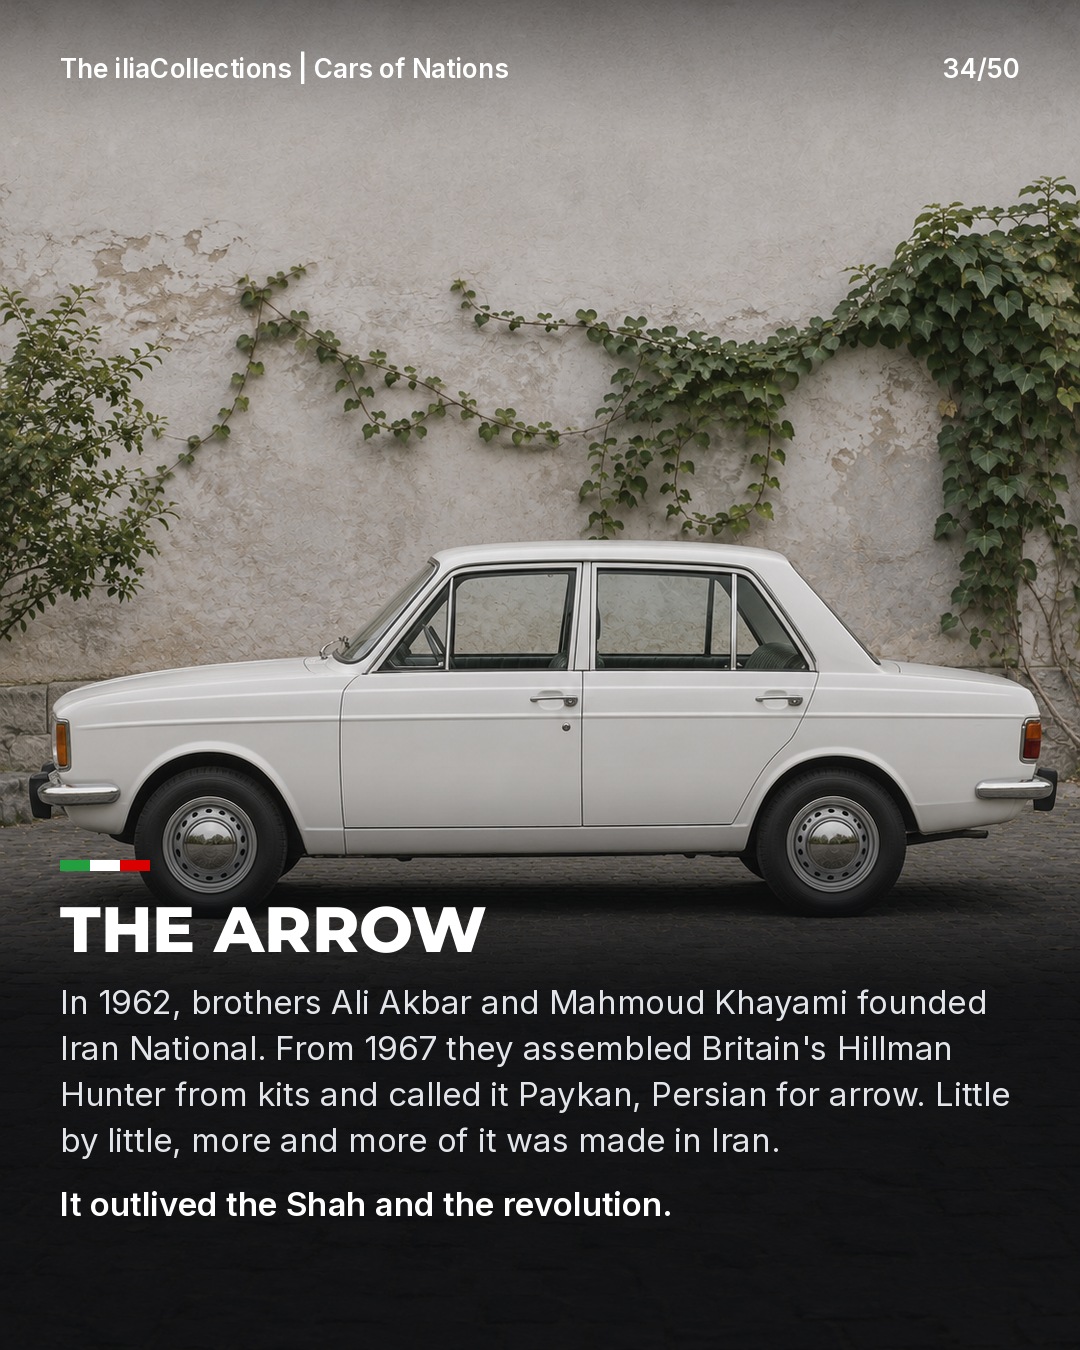 The iliaCollections | Cars of Nations
34/50
THE ARROW
In 1962, brothers Ali Akbar and Mahmoud Khayami founded
Iran National. From 1967 they assembled Britain's Hillman
Hunter from kits and called it Paykan, Persian for arrow. Little
by little, more and more of it was made in Iran.
It outlived the Shah and the revolution.